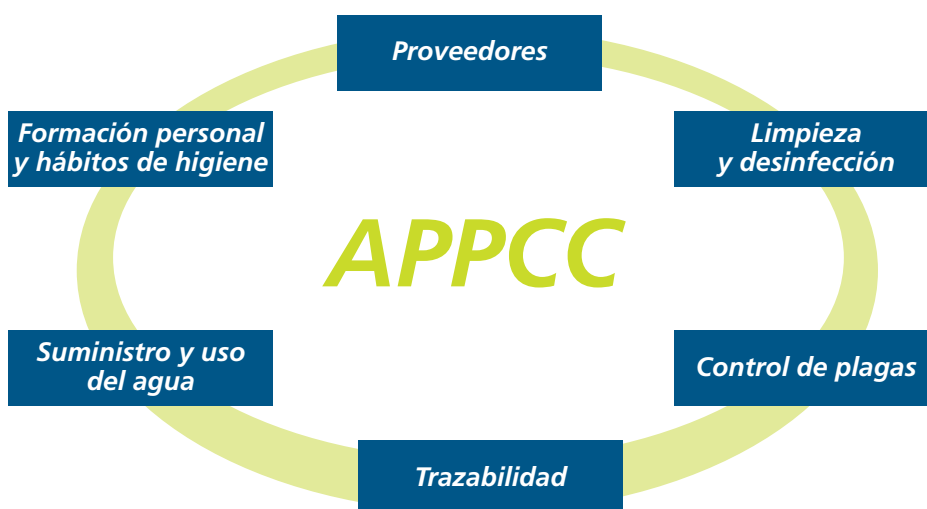 Proveedores
Formación personal
y hábitos de higiene
Limpieza
y desinfección
APPCC
Suministro y uso
del agua
Control de plagas
Trazabilidad